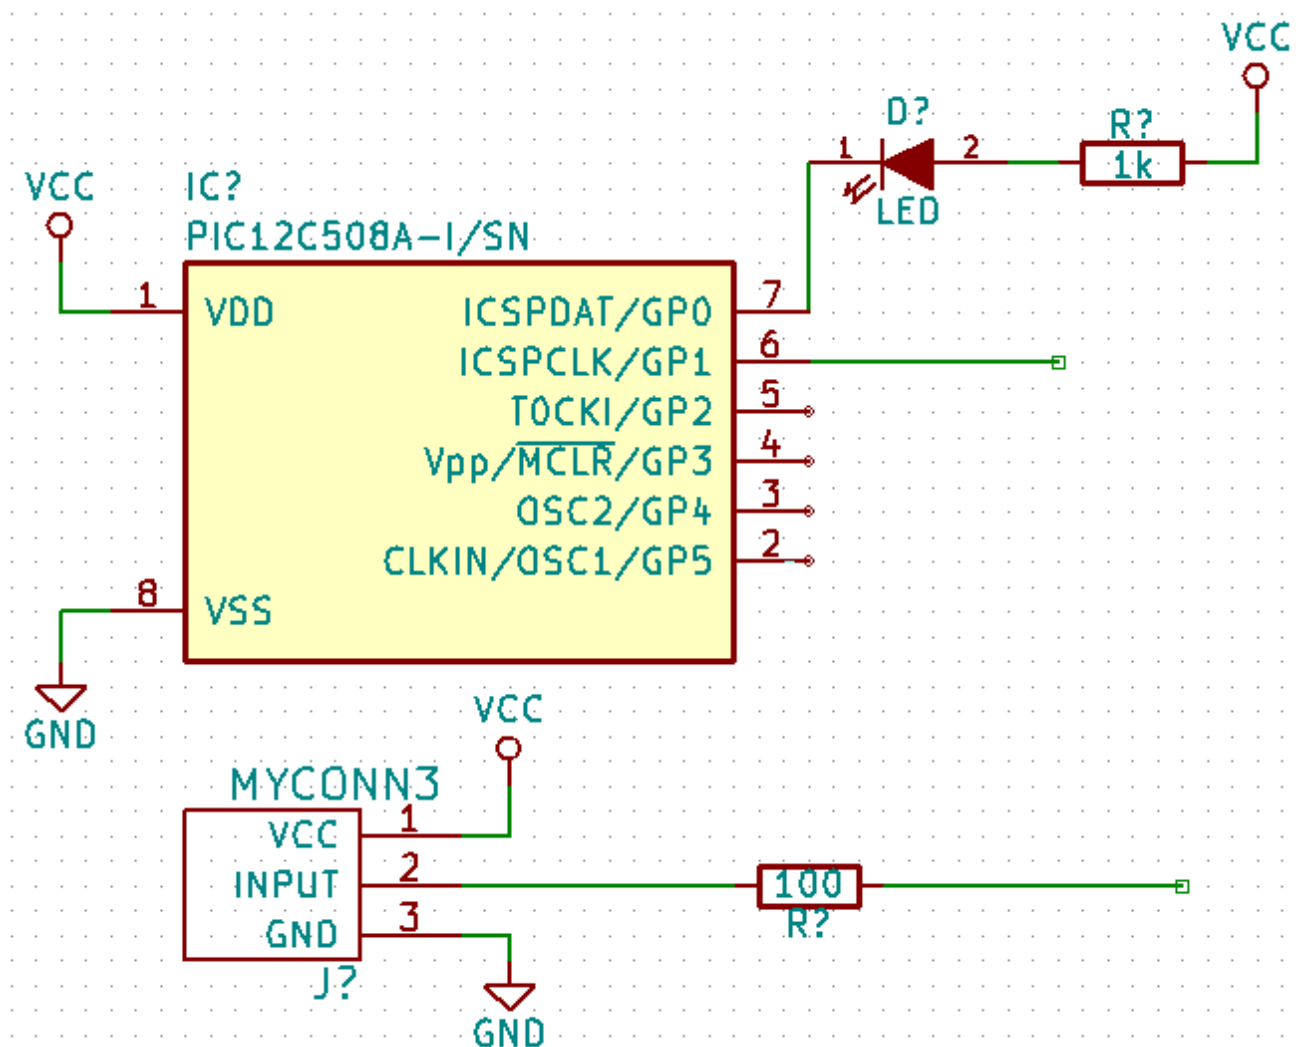 VCC
D?
R?
1
2
1k
LED
VCC
IC?
PIC12C508A-I/SN
1
VDD
ICSPDAT/GP0
7
ICSPCLK/GP1
6
T0CKI/GP2
5
Vpp/MCLR/GP3
4
OSC2/GP4
3
CLKIN/OSC1/GP5
2
8
VSS
GND
VCC
MYCONN3
VCC
1
INPUT
2
100
GND
3
R?
J?
GND